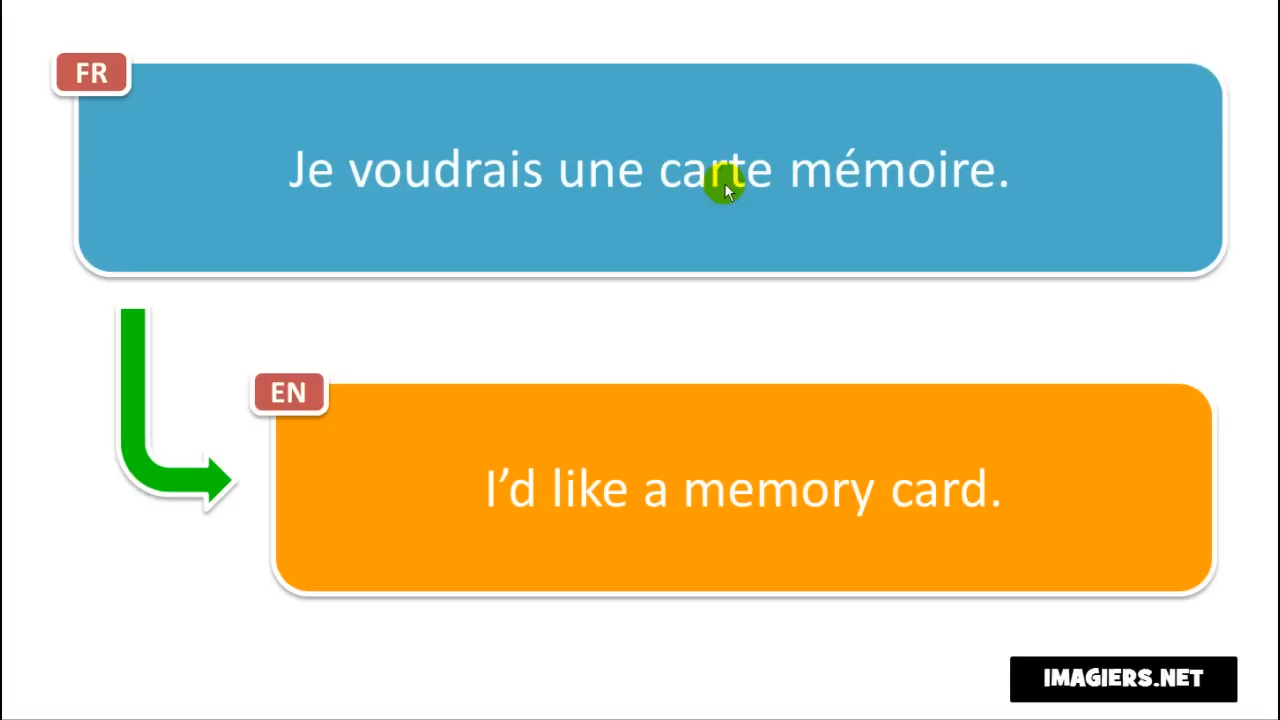 FR
Je voudrais une carte mémoire.
EN
I’d like a memory card.
IMAGIERS.NET